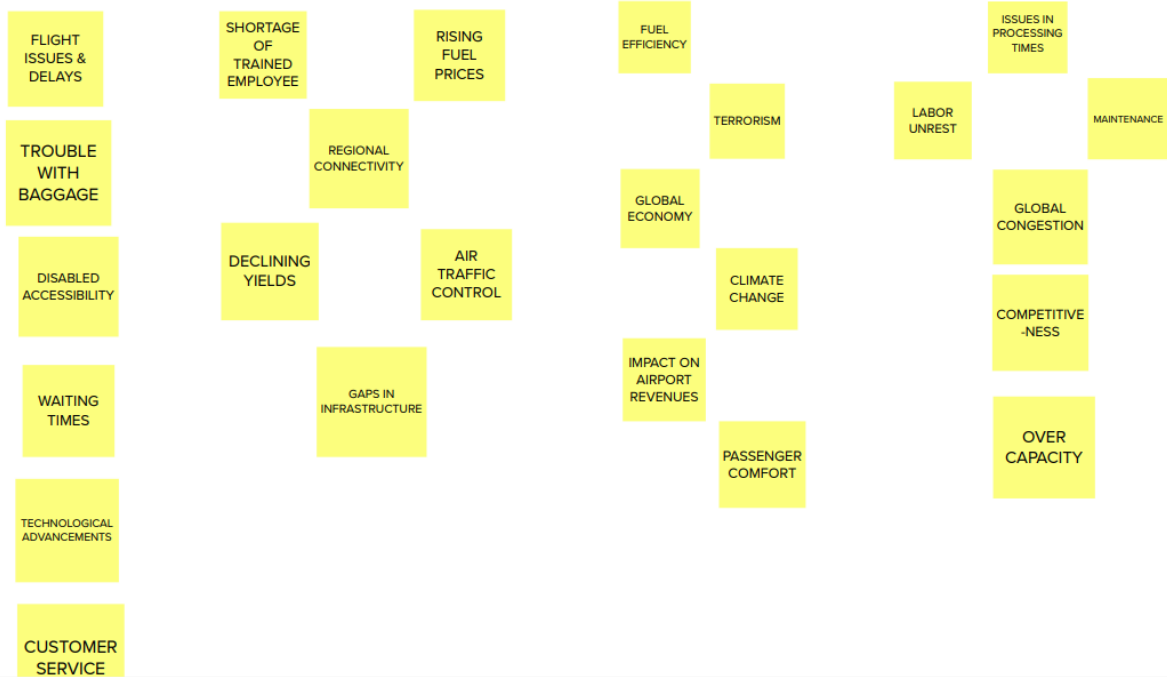 FLIGHT
ISSUES &
DELAYS
TROUBLE
WITH
BAGGAGE
DISABLED
ACCESSIBILITY
WAITING
TIMES
TECHNOLOGICAL
ADVANCEMENTS
CUSTOMER
SERVICE
SHORTAGE
OF
TRAINED
EMPLOYEE
RISING
FUEL
PRICES
REGIONAL
CONNECTIVITY
DECLINING
YIELDS
AIR
TRAFFIC
CONTROL
GAPS IN
INFRASTRUCTURE
FUEL
EFFICIENCY
TERRORISM
GLOBAL
ECONOMY
CLIMATE
CHANGE
IMPACT ON
AIRPORT
REVENUES
PASSENGER
COMFORT
ISSUES IN
PROCESSING
TIMES
LABOR
UNREST
MAINTENANCE
GLOBAL
CONGESTION
COMPETITIVE
-NESS
OVER
CAPACITY